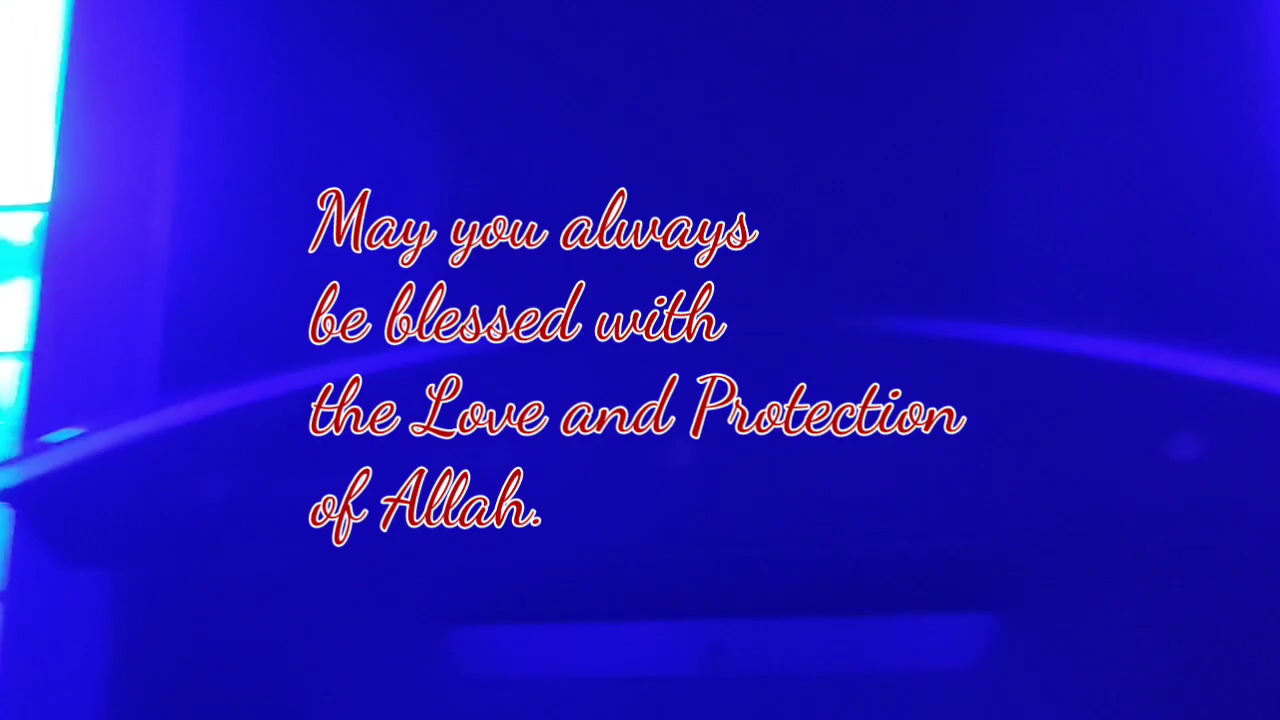 May you always
be blessed with
the Love and Protection
of Allah.